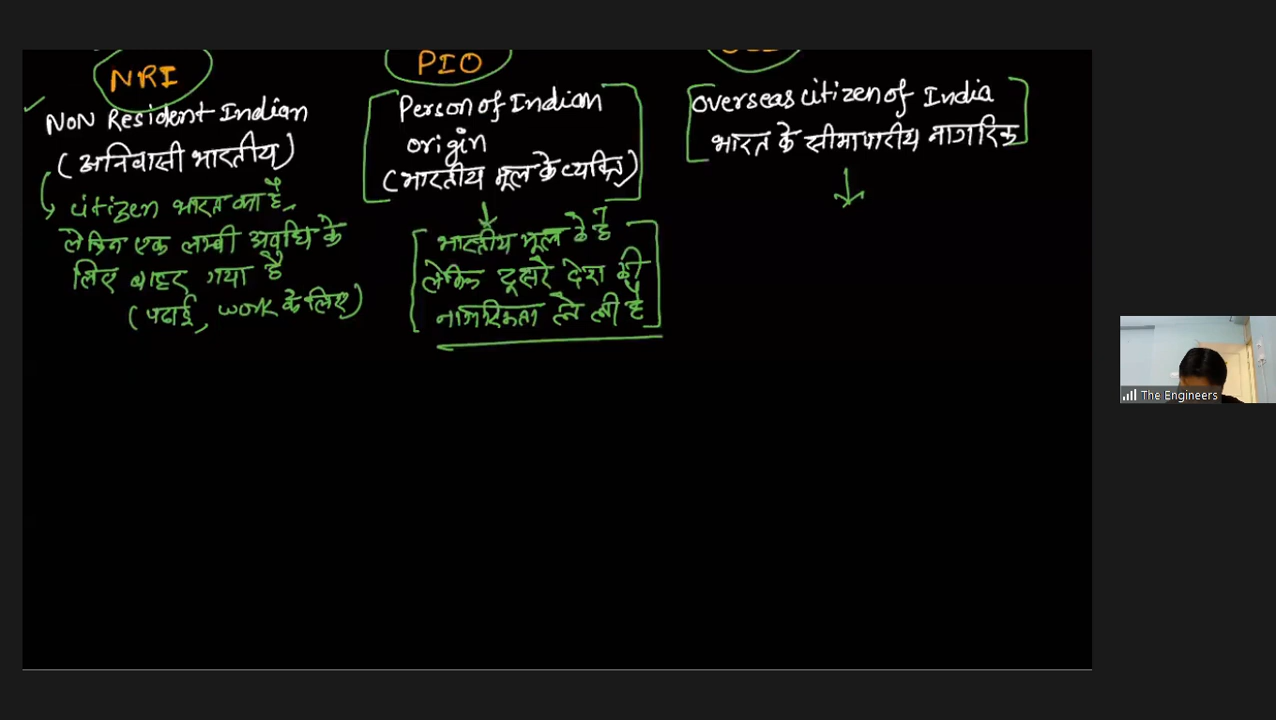 NRI
NON Resident Indian
(अनिवासी भारतीय)
citizen भारत का है,
लेकिन एक लम्बी अवधि के
लिए बाहर गया है
(पढाई, work के लिए)
PIO
Person of Indian
origin
(भारतीय मूल के व्यक्ति)
भारतीय मूल के है
लेकिन दूसरे देश की
नागरिकता ले ली है
overseas citizen of India
भारत के सीमापारीय नागरिक
The Engineers